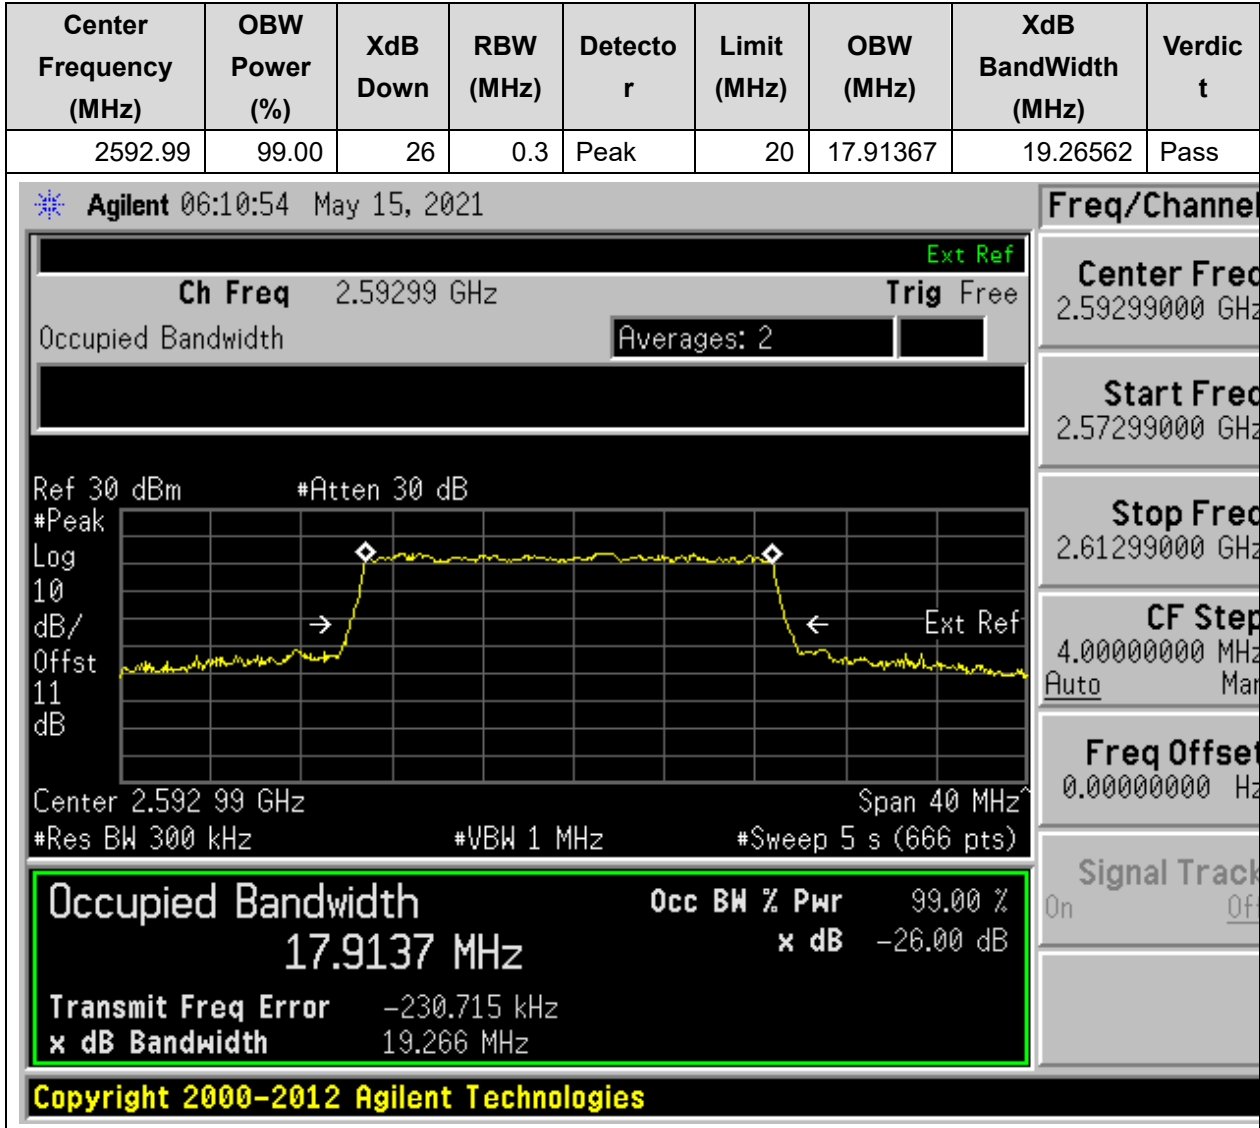 Center Frequency (MHz) OBW Power (%) XdB Down RBW (MHz) Detecto r Limit (MHz) OBW (MHz) XdB BandWidth (MHz) Verdic t
2592.99 99.00 26 0.3 Peak 20 17.91367 19.26562 Pass
Agilent 06:10:54 May 15, 2021
Ext Ref
Ch Freq 2.59299 GHz Trig Free
Occupied Bandwidth Averages: 2
Ref 30 dBm #Atten 30 dB
#Peak
Log
10
dB/
Offst
11
dB
Ext Ref
Center 2.592 99 GHz Span 40 MHz^
#Res BW 300 kHz #VBW 1 MHz #Sweep 5 s (666 pts)
Occupied Bandwidth
17.9137 MHz
Occ BW % Pwr 99.00 %
x dB -26.00 dB
Transmit Freq Error -230.715 kHz
x dB Bandwidth 19.266 MHz
Copyright 2000-2012 Agilent Technologies
Freq/Channel
Center Freq
2.59299000 GHz
Start Freq
2.57299000 GHz
Stop Freq
2.61299000 GHz
CF Step
4.00000000 MHz
Auto Man
Freq Offset
0.00000000 Hz
Signal Track
On Off